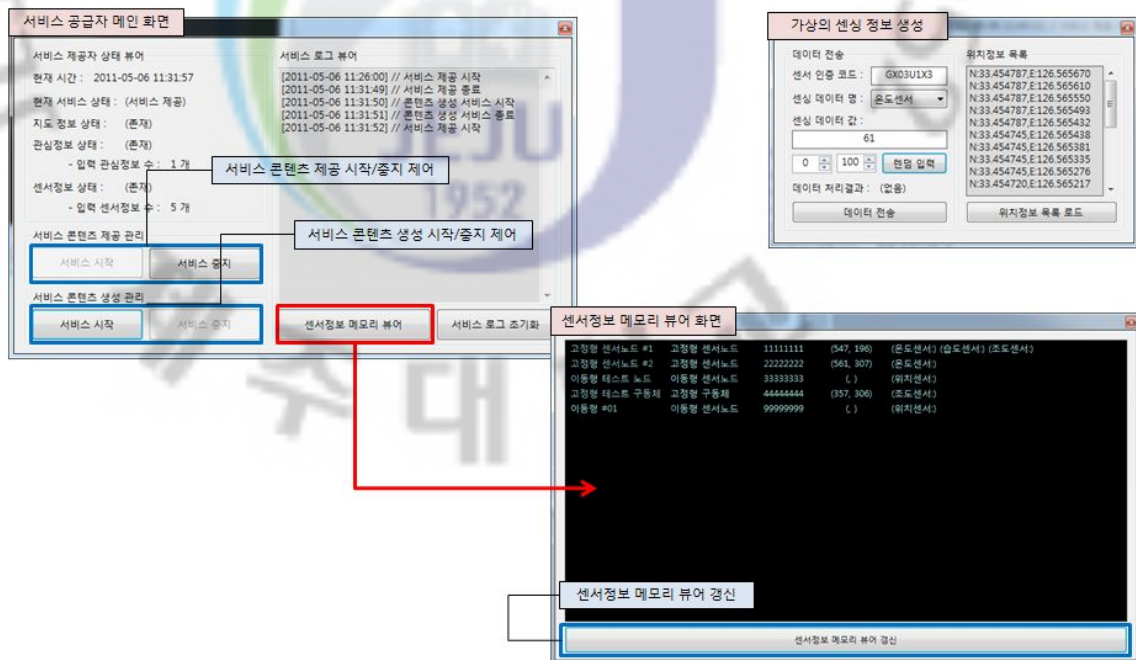 서비스 공급자 메인 화면
서비스 제공자 상태 뷰어
현재 시간 : 2011-05-06 11:31:57
현재 서비스 상태 : (서비스 제공)
지도 정보 상태 : (존재)
관심정보 상태 : (존재)
- 입력 관심정보 수 : 1 개
센서정보 상태 : (존재)
- 입력 센서정보 수 : 5 개
서비스 콘텐츠 제공 관리
서비스 시작 서비스 중지
서비스 콘텐츠 생성 관리
서비스 시작 서비스 중지
서비스 로그 뷰어
[2011-05-06 11:26:00] // 서비스 제공 시작
[2011-05-06 11:31:49] // 서비스 제공 종료
[2011-05-06 11:31:50] // 콘텐츠 생성 서비스 시작
[2011-05-06 11:31:51] // 콘텐츠 생성 서비스 종료
[2011-05-06 11:31:52] // 서비스 제공 시작
서비스 콘텐츠 제공 시작/중지 제어
서비스 콘텐츠 생성 시작/중지 제어
센서정보 메모리 뷰어 서비스 로그 초기화
JEJU
1952
가상의 센싱 정보 생성
데이터 전송
센서 인증 코드 : GX03U1X3
센싱 데이터 명 : 온도센서
센싱 데이터 값 :
61
0 100 랜덤 입력
데이터 처리결과 : (없음)
데이터 전송
위치정보 목록
N:33.454787,E:126.565670
N:33.454787,E:126.565610
N:33.454787,E:126.565550
N:33.454787,E:126.565493
N:33.454787,E:126.565432
N:33.454745,E:126.565438
N:33.454745,E:126.565381
N:33.454745,E:126.565335
N:33.454745,E:126.565276
N:33.454720,E:126.565217
위치정보 목록 로드
센서정보 메모리 뷰어 화면
고정형 센서노드 #1 고정형 센서노드 11111111 (547, 196) (온도센서:) (습도센서:) (조도센서:)
고정형 센서노드 #2 고정형 센서노드 22222222 (561, 307) (온도센서:)
이동형 테스트 노드 이동형 센서노드 33333333 (, ) (위치센서:)
고정형 테스트 구동체 고정형 구동체 44444444 (357, 306) (조도센서:)
이동형 #01 이동형 센서노드 99999999 (, ) (위치센서:)
센서정보 메모리 뷰어 갱신
센서정보 메모리 뷰어 갱신